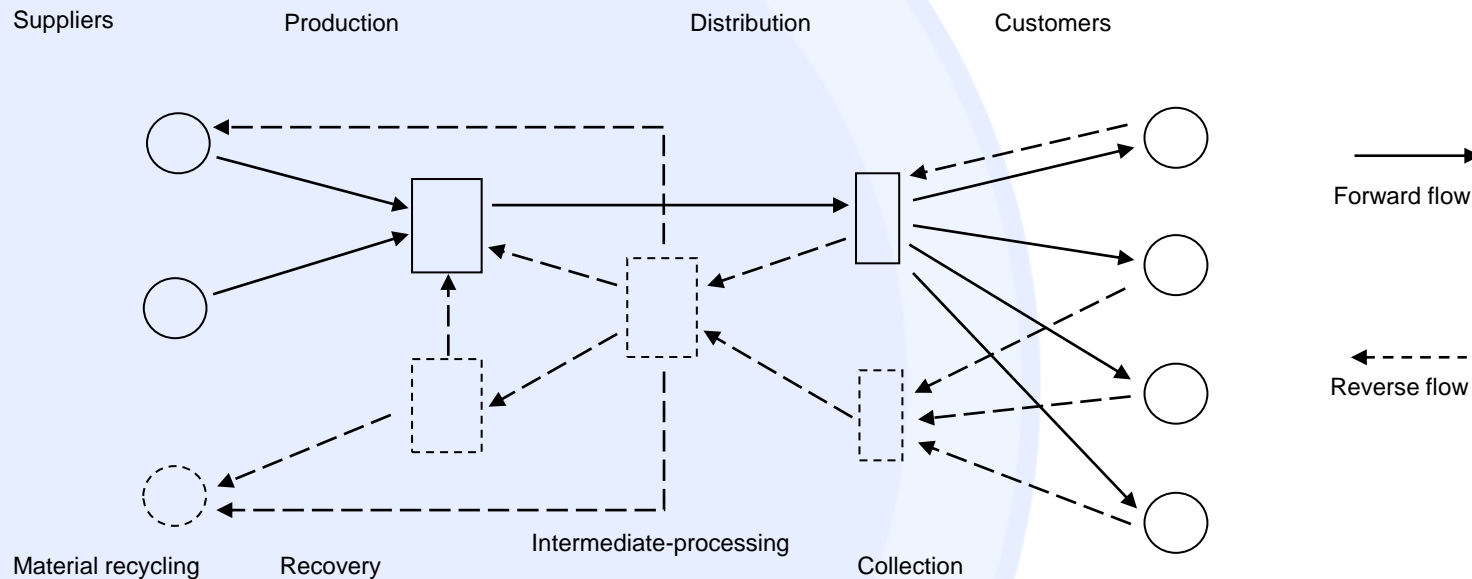 Suppliers
Production
Distribution
Customers
Forward flow
Reverse flow
Intermediate-processing
Material recycling
Recovery
Collection